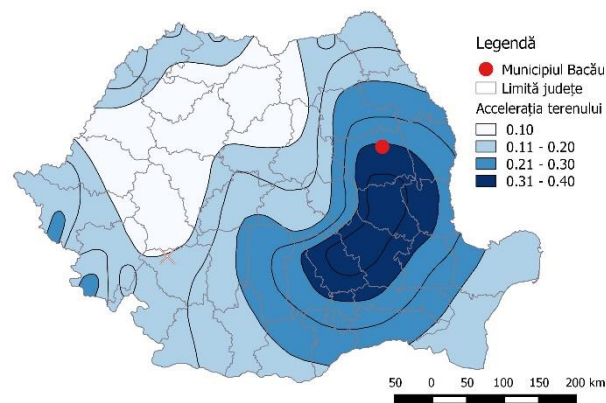 Legendă
Municipiul Bacău
Limită județe
Accelerația terenului
0.10
0.11 - 0.20
0.21 - 0.30
0.31 - 0.40
50 0 50 100 150 200 km